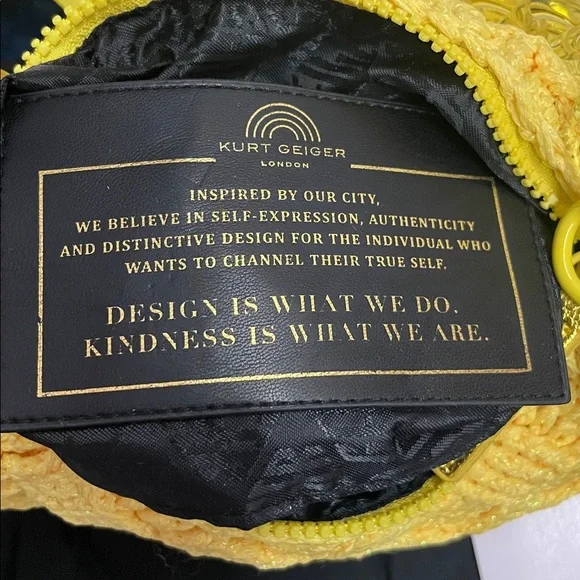 KURT GEIGER
LONDON
INSPIRED BY OUR CITY,
WE BELIEVE IN SELF-EXPRESSION, AUTHENTICITY
AND DISTINCTIVE DESIGN FOR THE INDIVIDUAL WHO
WANTS TO CHANNEL THEIR TRUE SELF.
DESIGN IS WHAT WE DO.
KINDNESS IS WHAT WE ARE.